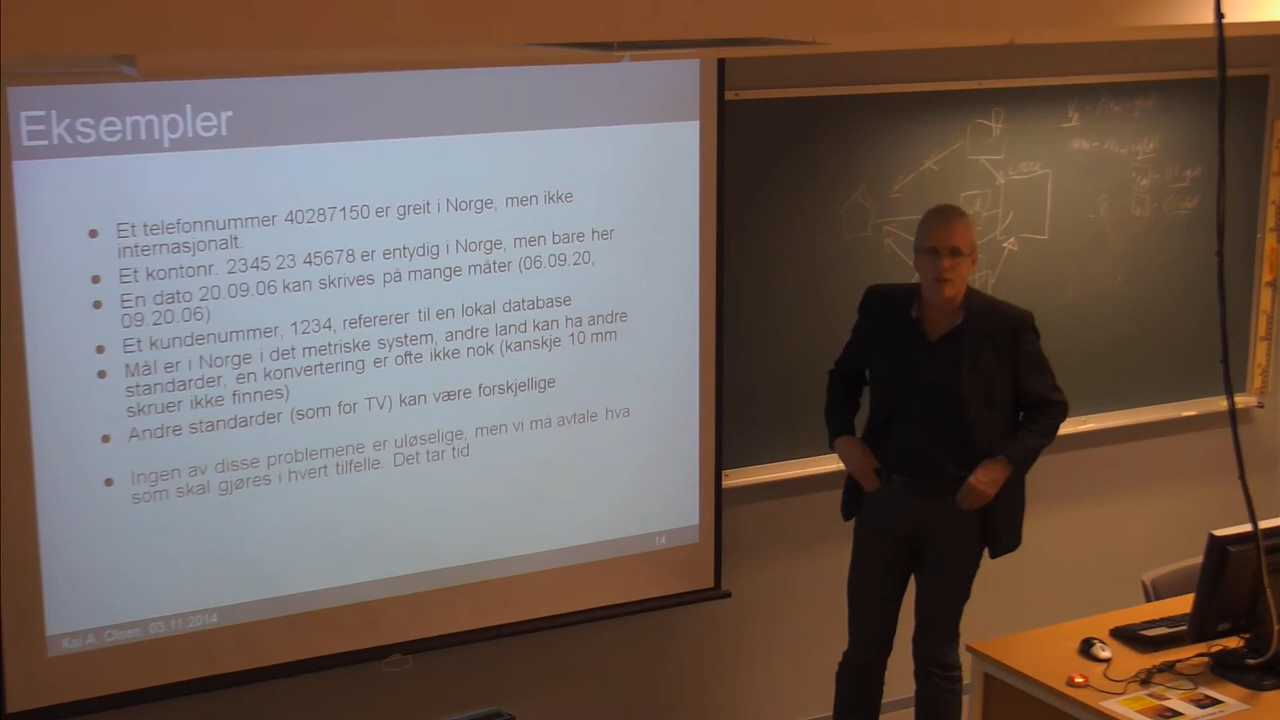 Eksempler
Et telefonnummer 40287150 er greit i Norge, men ikke
internasjonalt.
Et kontonr. 2345 23 45678 er entydig i Norge, men bare her
En dato 20.09.06 kan skrives på mange måter (06.09.20,
09.20.06)
Et kundenummer, 1234, refererer til en lokal database
Mål er i Norge i det metriske system, andre land kan ha andre
standarder, en konvertering er ofte ikke nok (kanskje 10 mm
skruer ikke finnes)
Andre standarder (som for TV) kan være forskjellige
Ingen av disse problemene er uløselige, men vi må avtale hva
som skal gjøres i hvert tilfelle. Det tar tid.
14
Kai A. Olsen, 03.11.2014